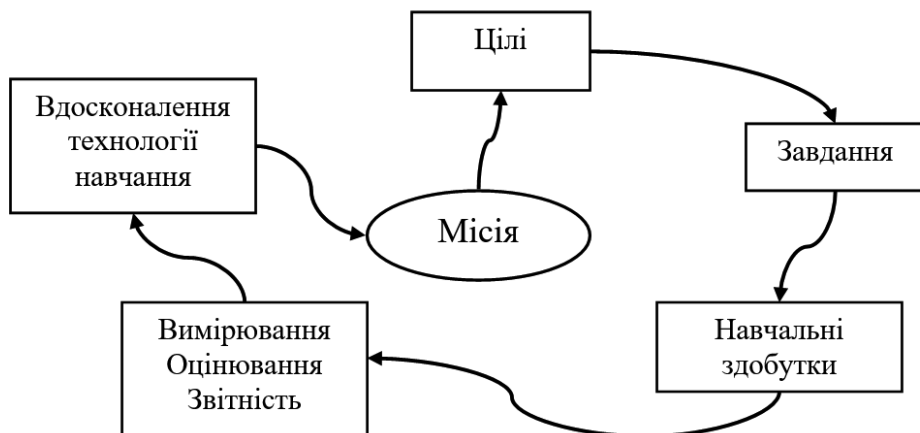 Цілі
Вдосконалення
технології
навчання
Завдання
Місія
Вимірювання
Оцінювання
Звітність
Навчальні
здобутки